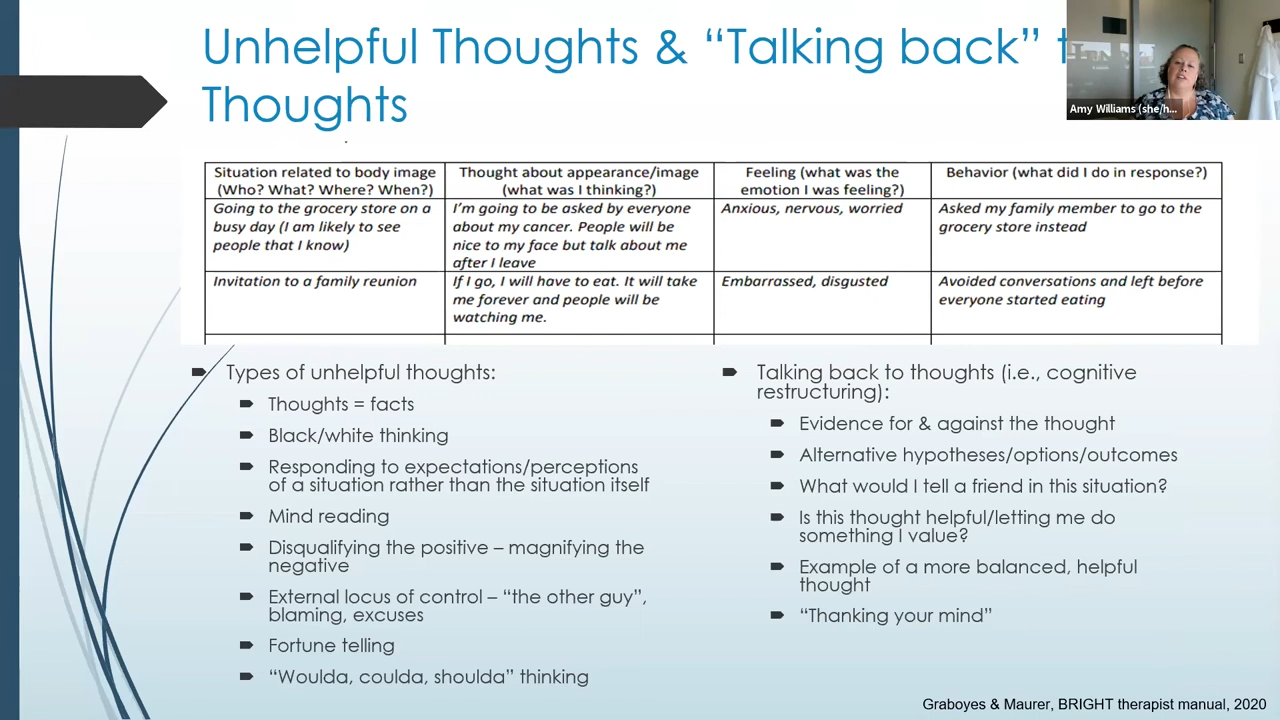 Unhelpful Thoughts & “Talking back” t
Thoughts
Amy Williams (she/h...
Situation related to body image
(Who? What? Where? When?)
Thought about appearance/image
(what was I thinking?)
Feeling (what was the
emotion I was feeling?)
Behavior (what did I do in response?)
Going to the grocery store on a
busy day (I am likely to see
people that I know)
I’m going to be asked by everyone
about my cancer. People will be
nice to my face but talk about me
after I leave
Anxious, nervous, worried
Asked my family member to go to the
grocery store instead
Invitation to a family reunion
If I go, I will have to eat. It will take
me forever and people will be
watching me.
Embarrassed, disgusted
Avoided conversations and left before
everyone started eating
Types of unhelpful thoughts:
Thoughts = facts
Black/white thinking
Responding to expectations/perceptions
of a situation rather than the situation itself
Mind reading
Disqualifying the positive – magnifying the
negative
External locus of control – “the other guy”,
blaming, excuses
Fortune telling
“Woulda, coulda, shoulda” thinking
Talking back to thoughts (i.e., cognitive
restructuring):
Evidence for & against the thought
Alternative hypotheses/options/outcomes
What would I tell a friend in this situation?
Is this thought helpful/letting me do
something I value?
Example of a more balanced, helpful
thought
“Thanking your mind”
Graboyes & Maurer, BRIGHT therapist manual, 2020